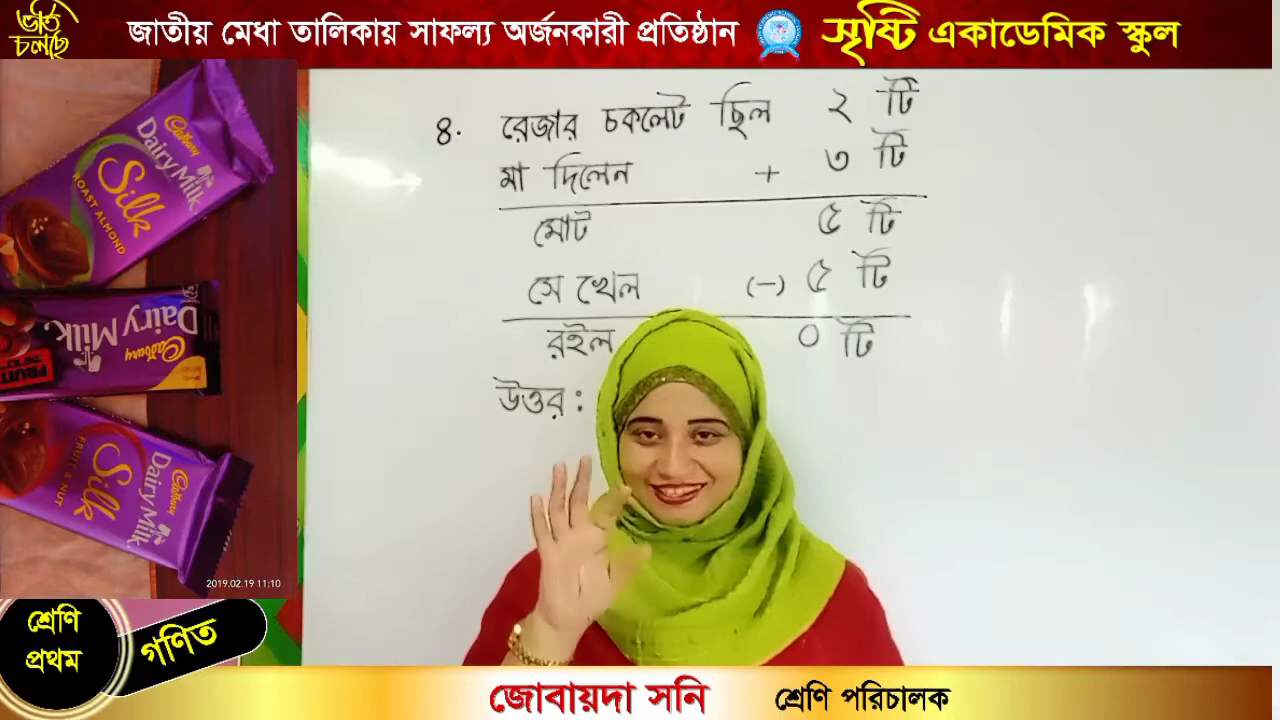 ভর্তি চলছে
জাতীয় মেধা তালিকায় সাফল্য অর্জনকারী প্রতিষ্ঠান সৃষ্টি একাডেমিক স্কুল
৪. রেজার চকলেট ছিল ২ টি
মা দিলেন + ৩ টি
মোট ৫ টি
সে খেল (-) ৫ টি
রইল ০ টি
উত্তর:
Cadbury
Dairy Milk
Silk
ROAST ALMOND
Cadbury
Dairy Milk
Cadbury
Dairy Milk
Silk
FRUIT & NUT
2019.02.19 11:10
শ্রেণি
প্রথম
গণিত
জোবায়দা সনি শ্রেণি পরিচালক